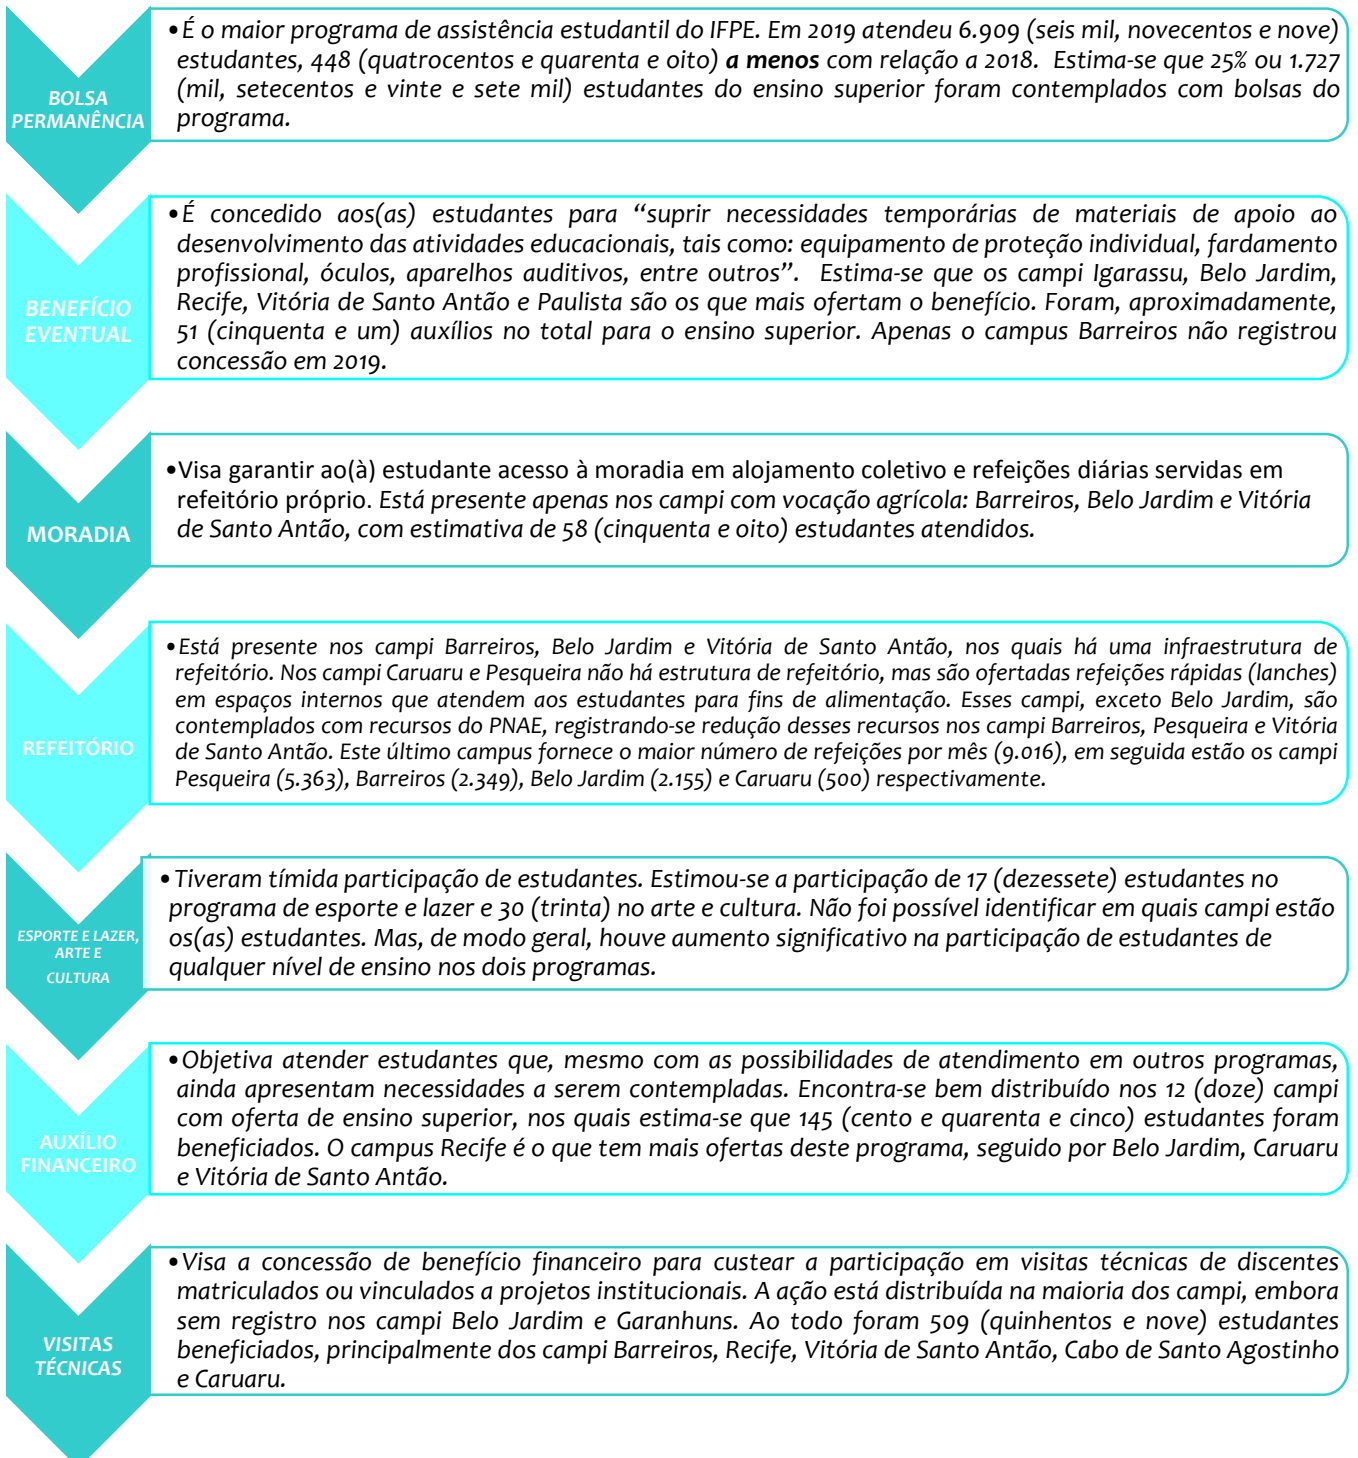 BOLSA
PERMANÊNCIA
•É o maior programa de assistência estudantil do IFPE. Em 2019 atendeu 6.909 (seis mil, novecentos e nove)
estudantes, 448 (quatrocentos e quarenta e oito) a menos com relação a 2018. Estima-se que 25% ou 1.727
(mil, setecentos e vinte e sete mil) estudantes do ensino superior foram contemplados com bolsas do
programa.
BENEFÍCIO
EVENTUAL
•É concedido aos(as) estudantes para “suprir necessidades temporárias de materiais de apoio ao
desenvolvimento das atividades educacionais, tais como: equipamento de proteção individual, fardamento
profissional, óculos, aparelhos auditivos, entre outros”. Estima-se que os campi Igarassu, Belo Jardim,
Recife, Vitória de Santo Antão e Paulista são os que mais ofertam o benefício. Foram, aproximadamente,
51 (cinquenta e um) auxílios no total para o ensino superior. Apenas o campus Barreiros não registrou
concessão em 2019.
MORADIA
•Visa garantir ao(à) estudante acesso à moradia em alojamento coletivo e refeições diárias servidas em
refeitório próprio. Está presente apenas nos campi com vocação agrícola: Barreiros, Belo Jardim e Vitória
de Santo Antão, com estimativa de 58 (cinquenta e oito) estudantes atendidos.
REFEITÓRIO
•Está presente nos campi Barreiros, Belo Jardim e Vitória de Santo Antão, nos quais há uma infraestrutura de
refeitório. Nos campi Caruaru e Pesqueira não há estrutura de refeitório, mas são ofertadas refeições rápidas (lanches)
em espaços internos que atendem aos estudantes para fins de alimentação. Esses campi, exceto Belo Jardim, são
contemplados com recursos do PNAE, registrando-se redução desses recursos nos campi Barreiros, Pesqueira e Vitória
de Santo Antão. Este último campus fornece o maior número de refeições por mês (9.016), em seguida estão os campi
Pesqueira (5.363), Barreiros (2.349), Belo Jardim (2.155) e Caruaru (500) respectivamente.
ESPORTE E LAZER,
ARTE E
CULTURA
•Tiveram tímida participação de estudantes. Estimou-se a participação de 17 (dezessete) estudantes no
programa de esporte e lazer e 30 (trinta) no arte e cultura. Não foi possível identificar em quais campi estão
os(as) estudantes. Mas, de modo geral, houve aumento significativo na participação de estudantes de
qualquer nível de ensino nos dois programas.
AUXÍLIO
FINANCEIRO
•Objetiva atender estudantes que, mesmo com as possibilidades de atendimento em outros programas,
ainda apresentam necessidades a serem contempladas. Encontra-se bem distribuído nos 12 (doze) campi
com oferta de ensino superior, nos quais estima-se que 145 (cento e quarenta e cinco) estudantes foram
beneficiados. O campus Recife é o que tem mais ofertas deste programa, seguido por Belo Jardim, Caruaru
e Vitória de Santo Antão.
VISITAS
TÉCNICAS
•Visa a concessão de benefício financeiro para custear a participação em visitas técnicas de discentes
matriculados ou vinculados a projetos institucionais. A ação está distribuída na maioria dos campi, embora
sem registro nos campi Belo Jardim e Garanhuns. Ao todo foram 509 (quinhentos e nove) estudantes
beneficiados, principalmente dos campi Barreiros, Recife, Vitória de Santo Antão, Cabo de Santo Agostinho
e Caruaru.